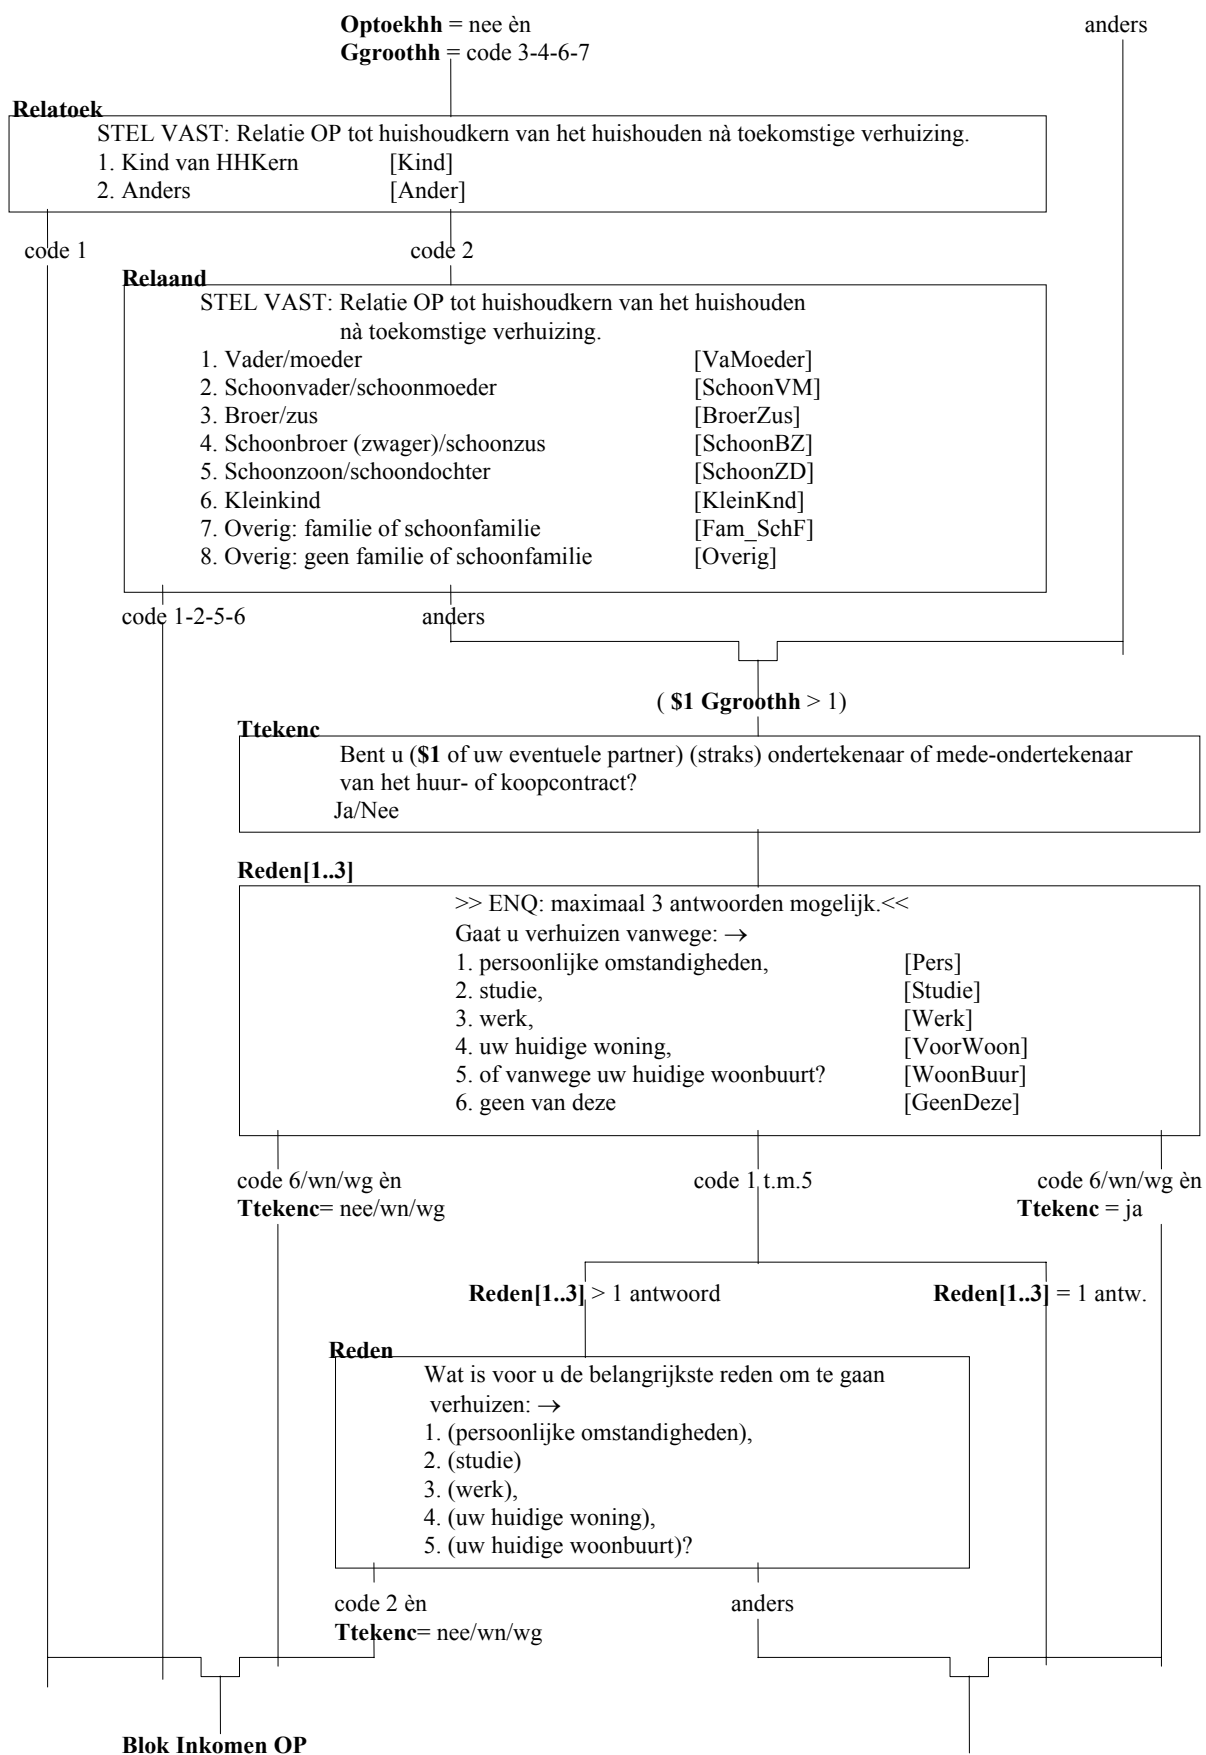 Optoekhh = nee èn
anders
Ggroothh = code 3-4-6-7
Relatoek
STEL VAST: Relatie OP tot huishoudkern van het huishouden nà toekomstige verhuizing.
1. Kind van HHKern [Kind]
2. Anders [Ander]
code 1 code 2
Relaand
STEL VAST: Relatie OP tot huishoudkern van het huishouden
nà toekomstige verhuizing.
1. Vader/moeder [VaMoeder]
2. Schoonvader/schoonmoeder [SchoonVM]
3. Broer/zus [BroerZus]
4. Schoonbroer (zwager)/schoonzus [SchoonBZ]
5. Schoonzoon/schoondochter [SchoonZD]
6. Kleinkind [KleinKnd]
7. Overig: familie of schoonfamilie [Fam_SchF]
8. Overig: geen familie of schoonfamilie [Overig]
code 1-2-5-6 anders
( $1 Ggroothh > 1)
Ttekenc
Bent u ($1 of uw eventuele partner) (straks) ondertekenaar of mede-ondertekenaar
van het huur- of koopcontract?
Ja/Nee
Reden[1..3]
>> ENQ: maximaal 3 antwoorden mogelijk.<<
Gaat u verhuizen vanwege: →
1. persoonlijke omstandigheden, [Pers]
2. studie, [Studie]
3. werk, [Werk]
4. uw huidige woning, [VoorWoon]
5. of vanwege uw huidige woonbuurt? [WoonBuur]
6. geen van deze [GeenDeze]
code 6/wn/wg èn code 1 t.m.5 code 6/wn/wg èn
Ttekenc= nee/wn/wg Ttekenc = ja
Reden[1..3] > 1 antwoord Reden[1..3] = 1 antw.
Reden
Wat is voor u de belangrijkste reden om te gaan
verhuizen: →
1. (persoonlijke omstandigheden),
2. (studie)
3. (werk),
4. (uw huidige woning),
5. (uw huidige woonbuurt)?
code 2 èn anders
Ttekenc= nee/wn/wg
Blok Inkomen OP